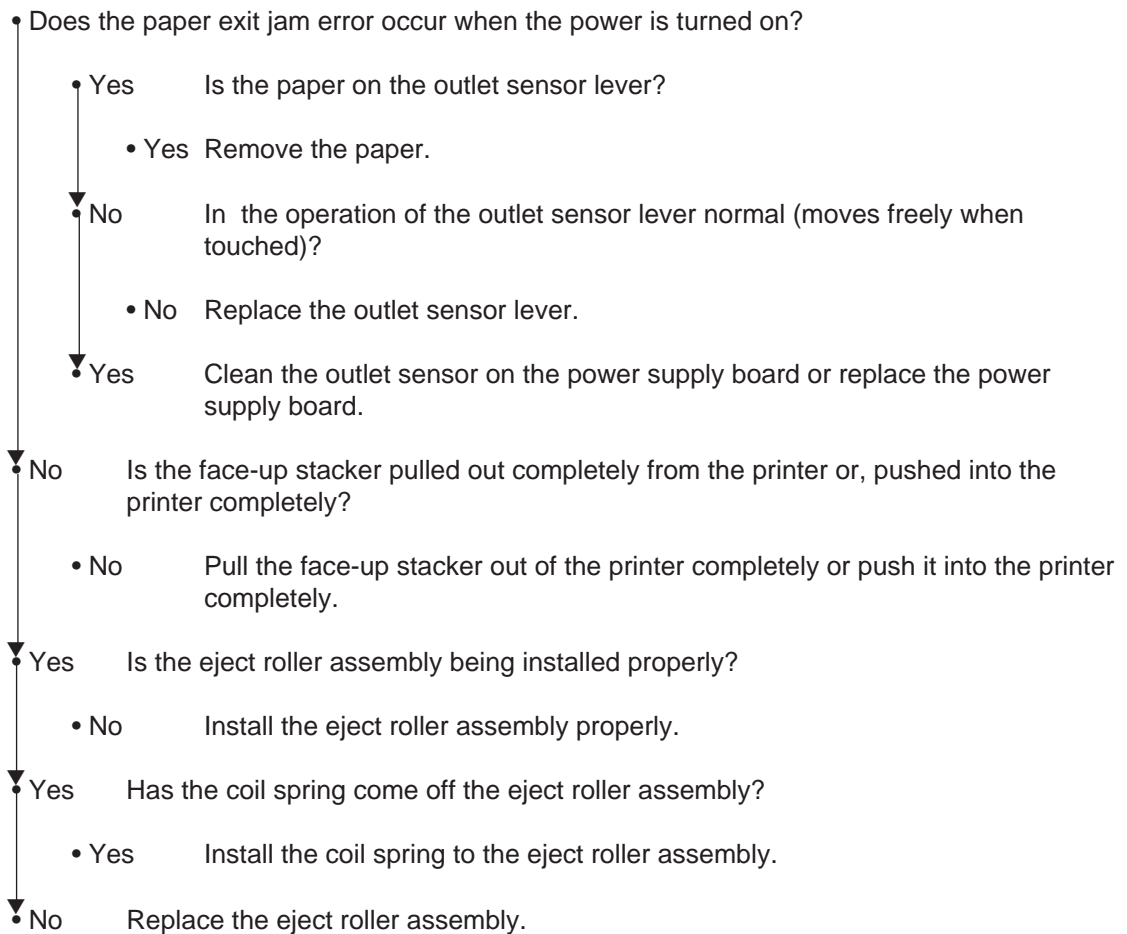 • Does the paper exit jam error occur when the power is turned on?
• Yes Is the paper on the outlet sensor lever?
• Yes Remove the paper.
• No In the operation of the outlet sensor lever normal (moves freely when
touched)?
• No Replace the outlet sensor lever.
• Yes Clean the outlet sensor on the power supply board or replace the power
supply board.
• No Is the face-up stacker pulled out completely from the printer or, pushed into the
printer completely?
• No Pull the face-up stacker out of the printer completely or push it into the printer
completely.
• Yes Is the eject roller assembly being installed properly?
• No Install the eject roller assembly properly.
• Yes Has the coil spring come off the eject roller assembly?
• Yes Install the coil spring to the eject roller assembly.
• No Replace the eject roller assembly.